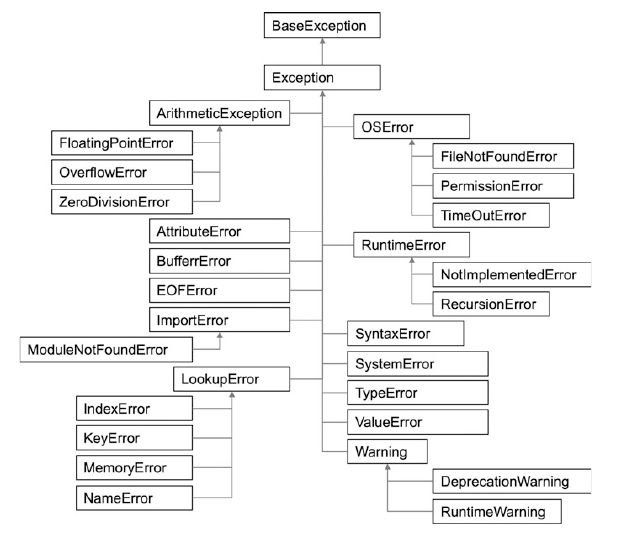 BaseException
Exception
ArithmeticException
FloatingPointError
OverflowError
ZeroDivisionError
AttributeError
BufferrError
EOFError
ImportError
ModuleNotFoundError
LookupError
IndexError
KeyError
MemoryError
NameError
OSError
FileNotFoundError
PermissionError
TimeOutError
RuntimeError
NotImplementedError
RecursionError
SyntaxError
SystemError
TypeError
ValueError
Warning
DeprecationWarning
RuntimeWarning